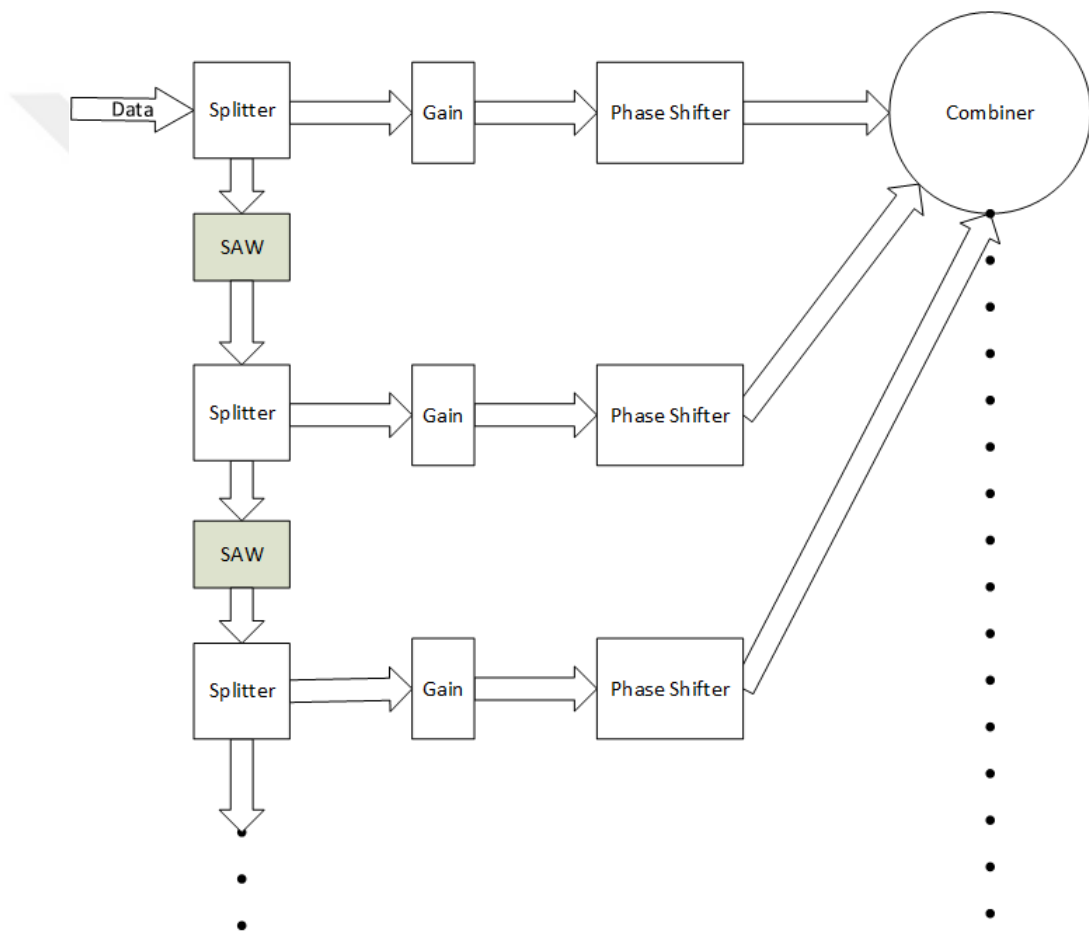 Data
Splitter
Gain
Phase Shifter
Combiner
SAW
Splitter
Gain
Phase Shifter
SAW
Splitter
Gain
Phase Shifter